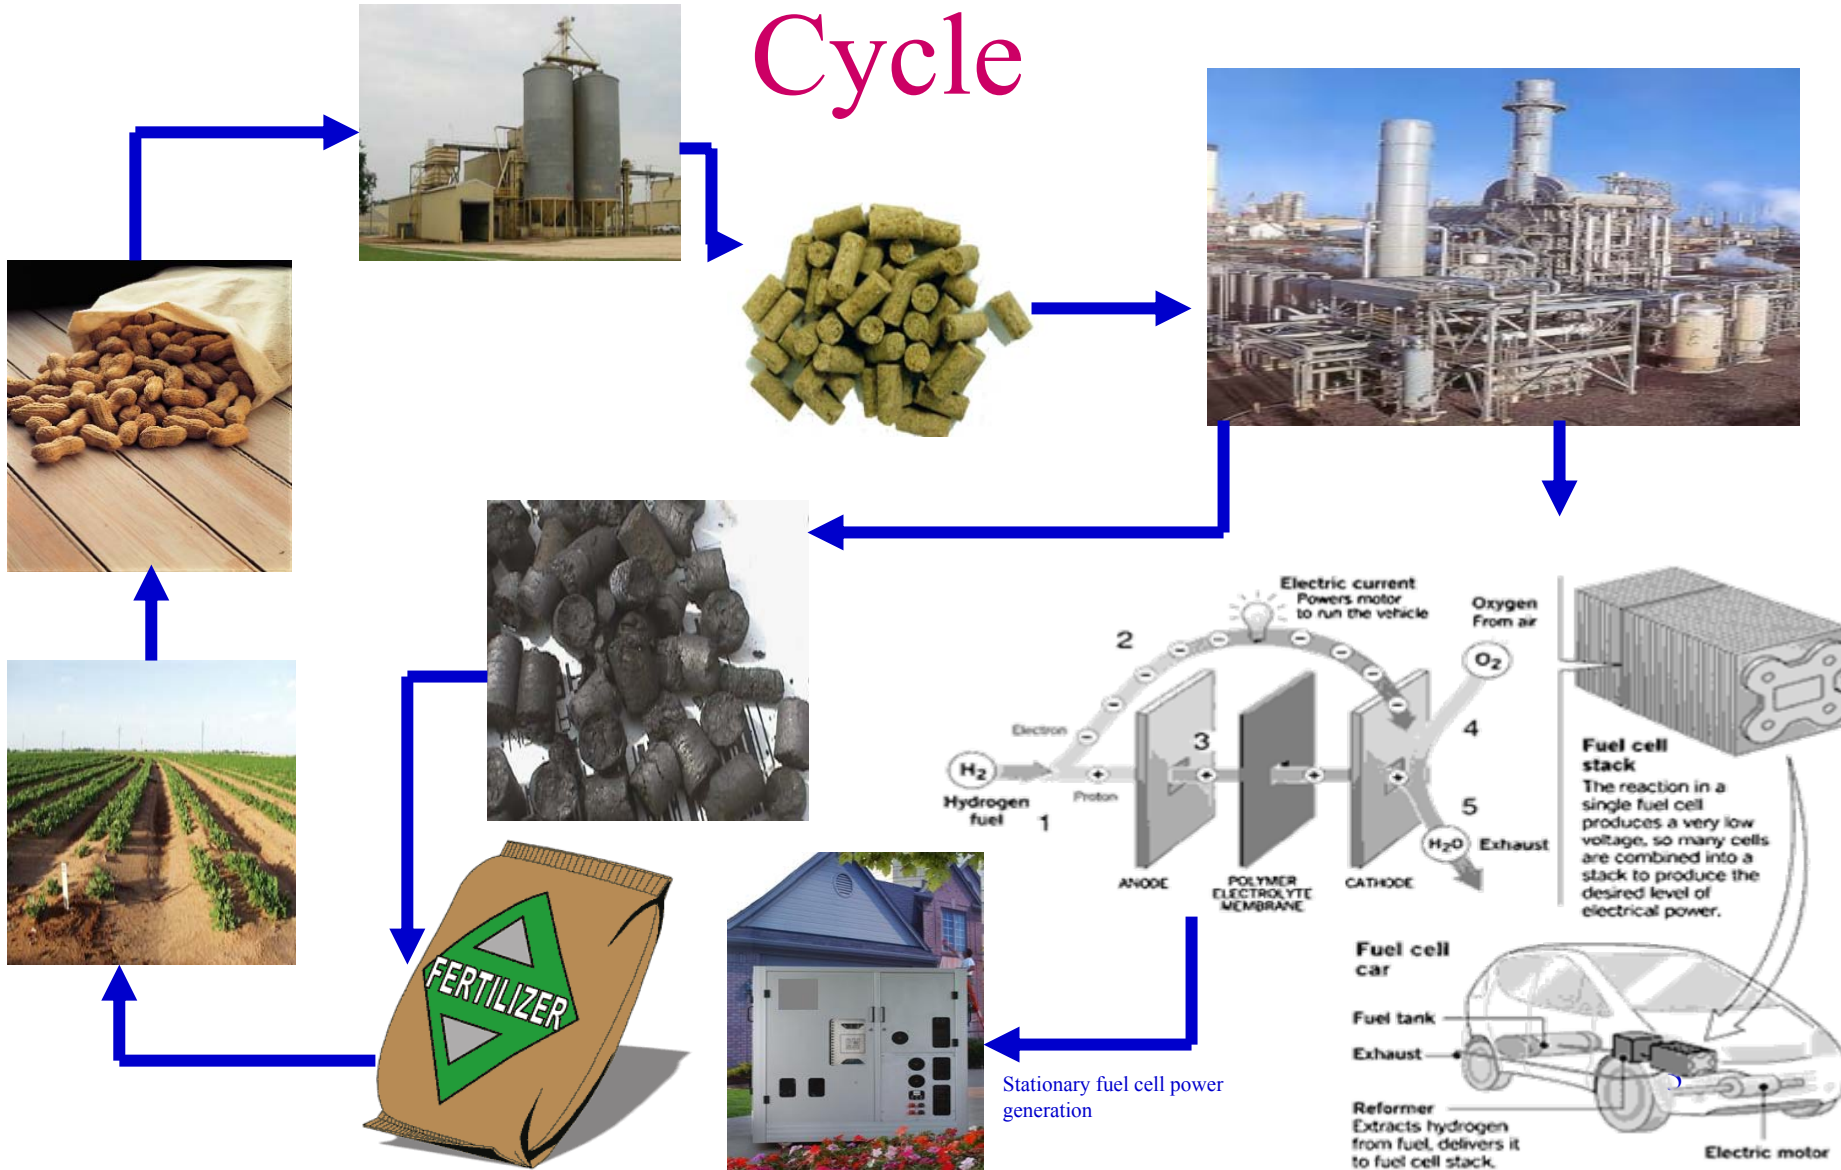 Cycle
Electric current
Powers motor
to run the vehicle
Oxygen
From air
2
O2
Electron
3
4
H2
Proton
Hydrogen
fuel
1
5
H2O
Exhaust
ANODE
POLYMER
ELECTROLYTE
MEMBRANE
CATHODE
Fuel cell
stack
The reaction in a
single fuel cell
produces a very low
voltage, so many cells
are combined into a
stack to produce the
desired level of
electrical power.
FERTILIZER
Stationary fuel cell power
generation
Fuel cell
car
Fuel tank
Exhaust
Reformer
Extracts hydrogen
from fuel, delivers it
to fuel cell stack.
Electric motor